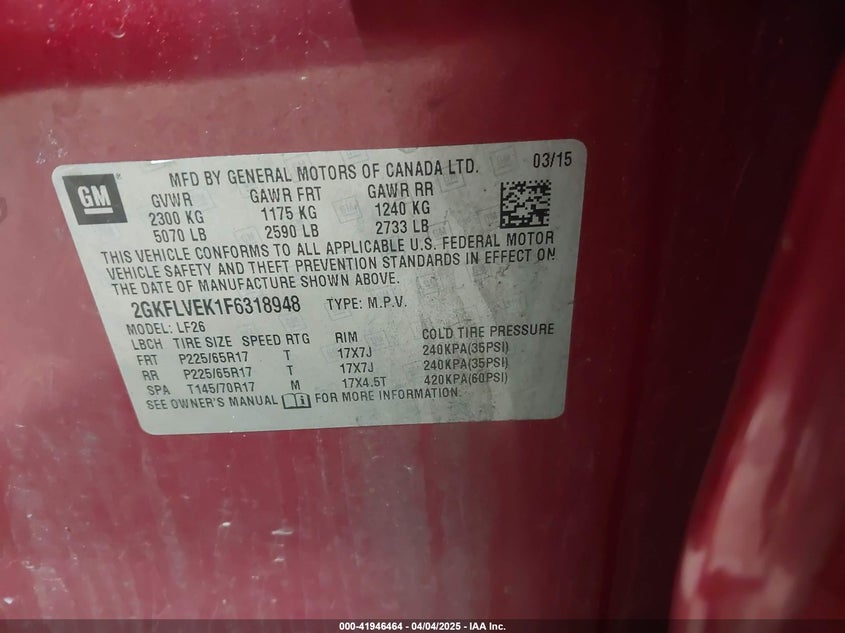 GM
MFD BY GENERAL MOTORS OF CANADA LTD. 03/15
GVWR GAWR FRT GAWR RR
2300 KG 1175 KG 1240 KG
5070 LB 2590 LB 2733 LB
THIS VEHICLE CONFORMS TO ALL APPLICABLE U.S. FEDERAL MOTOR
VEHICLE SAFETY AND THEFT PREVENTION STANDARDS IN EFFECT ON
THE DATE OF MANUFACTURE SHOWN ABOVE.
2GKFLVEK1F6318948 TYPE: M.P.V.
MODEL: LF26
LBCH TIRE SIZE SPEED RTG RIM COLD TIRE PRESSURE
FRT P225/65R17 T 17X7J 240KPA(35PSI)
RR P225/65R17 T 17X7J 240KPA(35PSI)
SPA T145/70R17 M 17X4.5T 420KPA(60PSI)
SEE OWNER'S MANUAL FOR MORE INFORMATION.
000-41946464 - 04/04/2025 - IAA Inc.